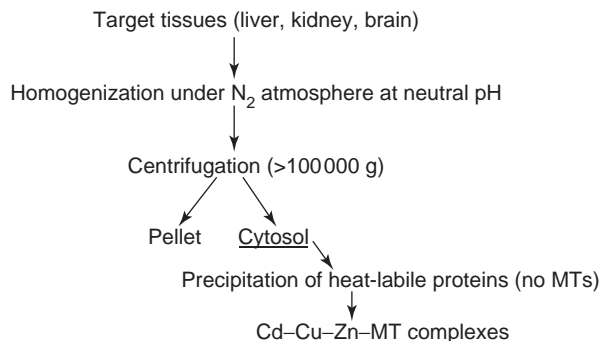 Target tissues (liver, kidney, brain)
Homogenization under N2 atmosphere at neutral pH
Centrifugation (>100 000 g)
Pellet Cytosol
Precipitation of heat-labile proteins (no MTs)
Cd–Cu–Zn–MT complexes